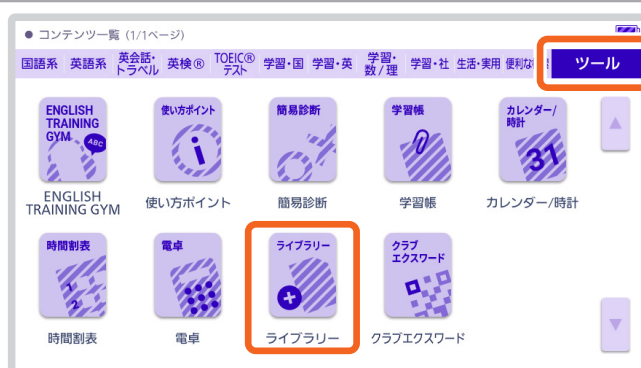 ● コンテンツ一覧 (1/1ページ)
国語系 英語系 英会話・トラベル 英検® TOEIC®テスト 学習・国 学習・英 学習・数/理 学習・社 生活・実用 便利な ツール
ENGLISH TRAINING GYM
ABC
使い方ポイント
i
簡易診断
学習帳
カレンダー/時計
31
ENGLISH TRAINING GYM
使い方ポイント
簡易診断
学習帳
カレンダー/時計
時間割表
1
2
電卓
ライブラリー
クラブエクスワード
時間割表
電卓
ライブラリー
クラブエクスワード